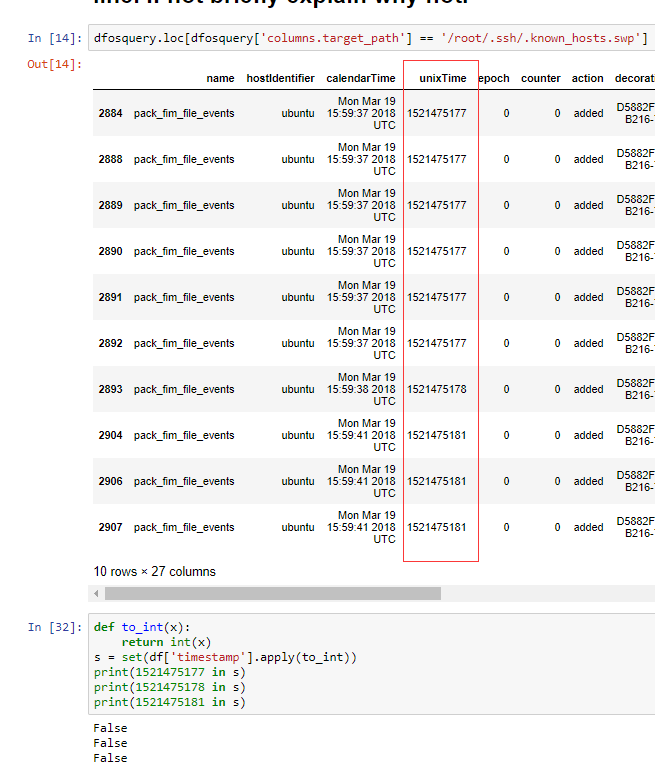 In [14]: dfosquery.loc[dfosquery['columns.target_path'] == '/root/.ssh/.known_hosts.swp']
Out[14]:
name hostIdentifier calendarTime unixTime epoch counter action decorat
Mon Mar 19
2884 pack_fim_file_events ubuntu 15:59:37 2018 1521475177 0 0 added D5882F
UTC B216-
Mon Mar 19
2888 pack_fim_file_events ubuntu 15:59:37 2018 1521475177 0 0 added D5882F
UTC B216-
Mon Mar 19
2889 pack_fim_file_events ubuntu 15:59:37 2018 1521475177 0 0 added D5882F
UTC B216-
Mon Mar 19
2890 pack_fim_file_events ubuntu 15:59:37 2018 1521475177 0 0 added D5882F
UTC B216-
Mon Mar 19
2891 pack_fim_file_events ubuntu 15:59:37 2018 1521475177 0 0 added D5882F
UTC B216-
Mon Mar 19
2892 pack_fim_file_events ubuntu 15:59:37 2018 1521475177 0 0 added D5882F
UTC B216-
Mon Mar 19
2893 pack_fim_file_events ubuntu 15:59:38 2018 1521475178 0 0 added D5882F
UTC B216-
Mon Mar 19
2904 pack_fim_file_events ubuntu 15:59:41 2018 1521475181 0 0 added D5882F
UTC B216-
Mon Mar 19
2906 pack_fim_file_events ubuntu 15:59:41 2018 1521475181 0 0 added D5882F
UTC B216-
Mon Mar 19
2907 pack_fim_file_events ubuntu 15:59:41 2018 1521475181 0 0 added D5882F
UTC B216-
10 rows × 27 columns
In [32]: def to_int(x):
return int(x)
s = set(df['timestamp'].apply(to_int))
print(1521475177 in s)
print(1521475178 in s)
print(1521475181 in s)
False
False
False